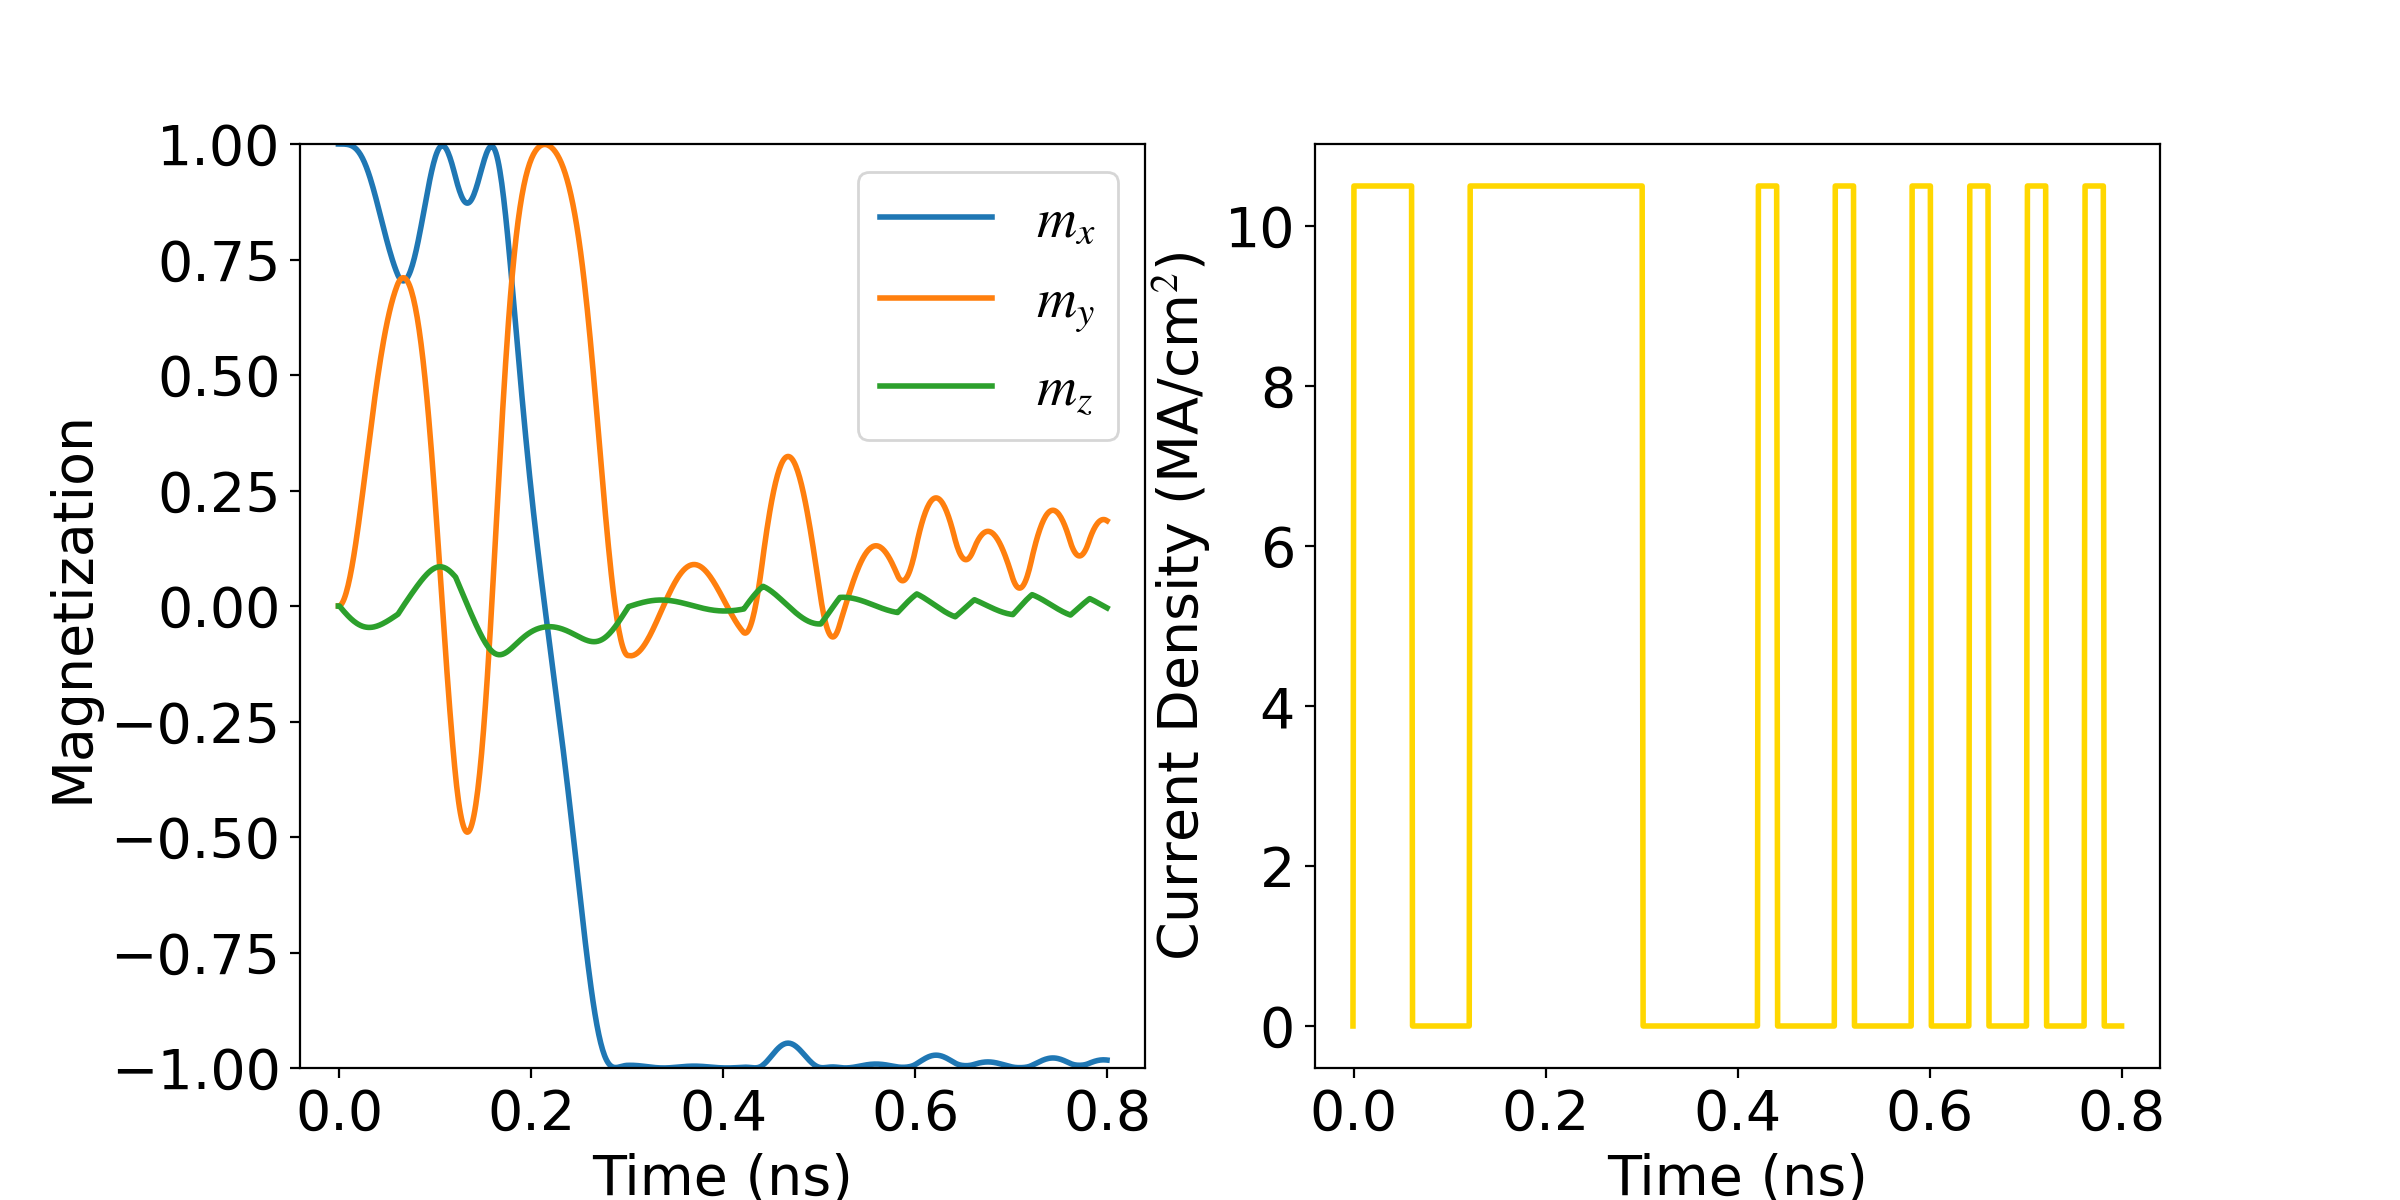 Magnetization
1.00
0.75
0.50
0.25
0.00
−0.25
−0.50
−0.75
−1.00
0.0 0.2 0.4 0.6 0.8
Time (ns)
m_x
m_y
m_z
Current Density (MA/cm²)
10
8
6
4
2
0
0.0 0.2 0.4 0.6 0.8
Time (ns)